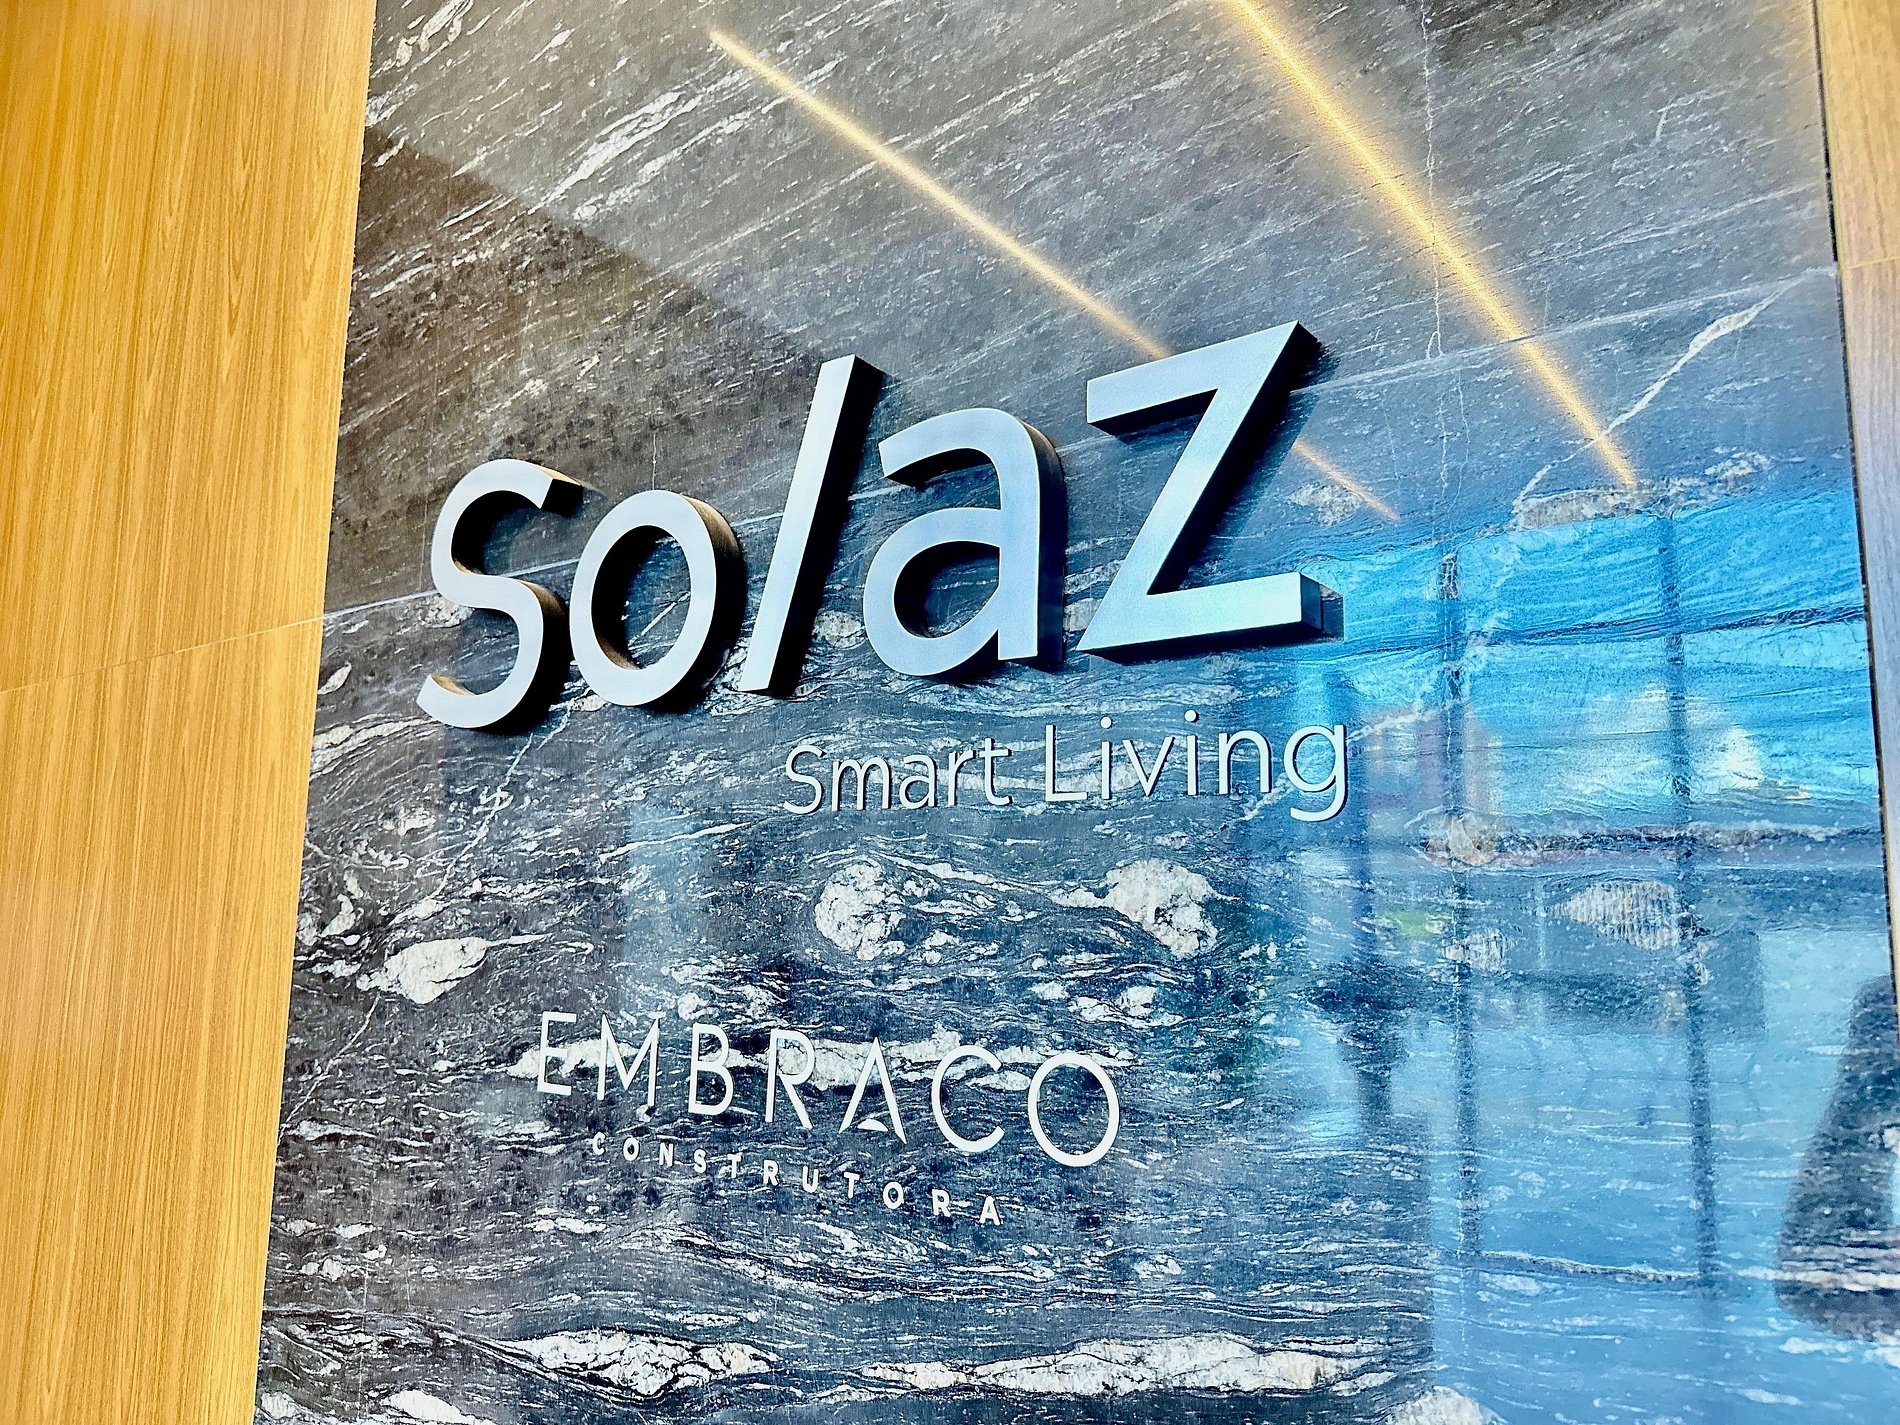 Solaz
Smart Living
EMBRACO
CONSTRUTORA